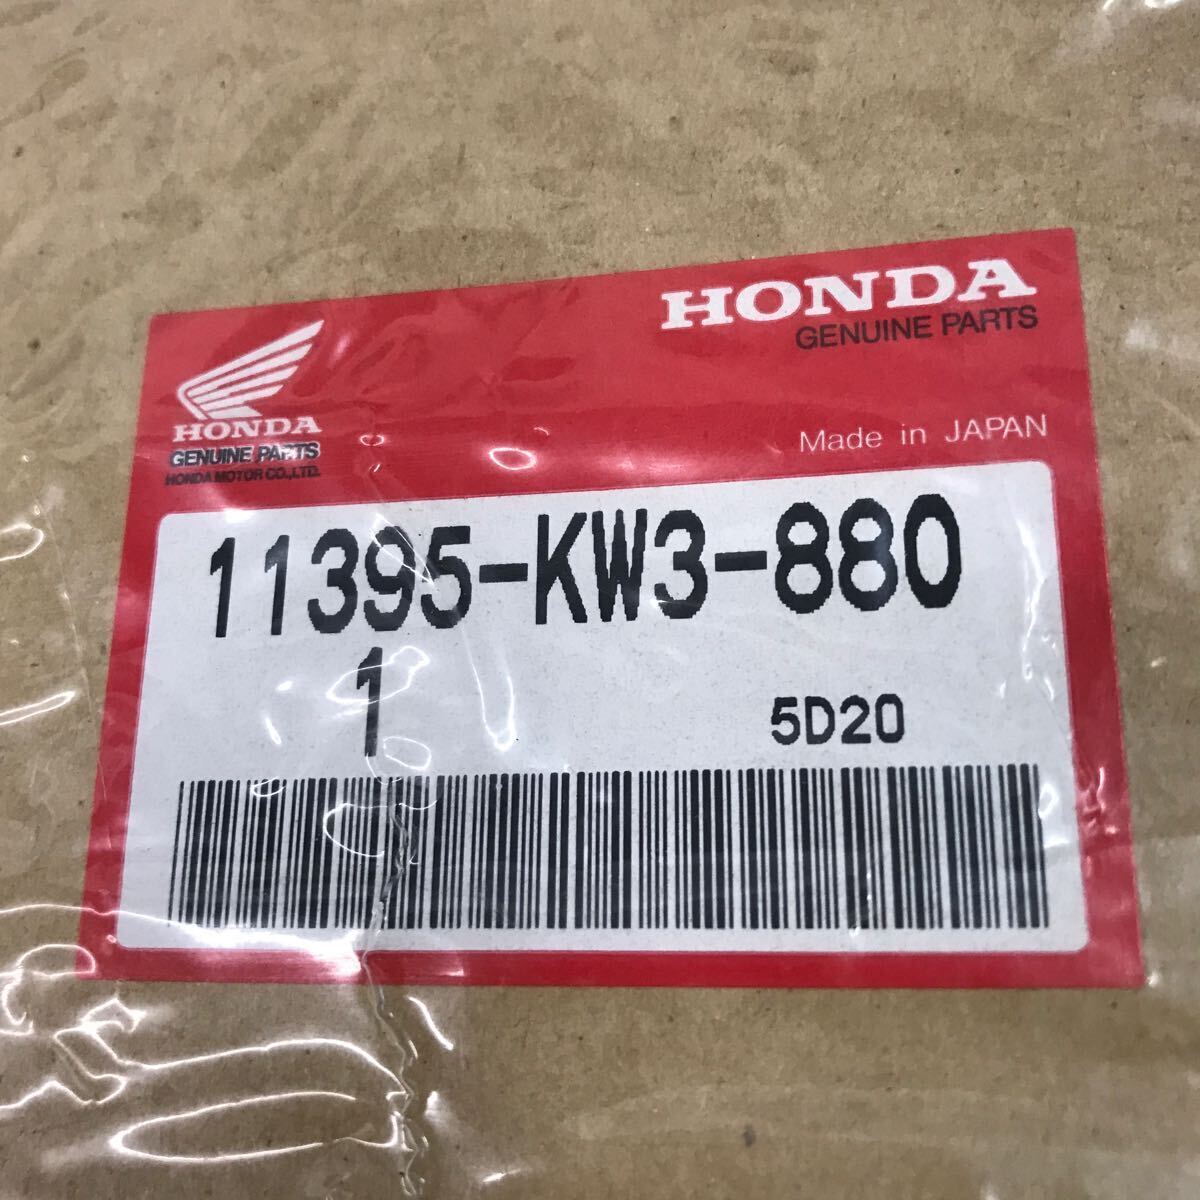 HONDA
GENUINE PARTS
HONDA
GENUINE PARTS
HONDA MOTOR CO.,LTD.
Made in JAPAN
11395-KW3-880
1
5D20